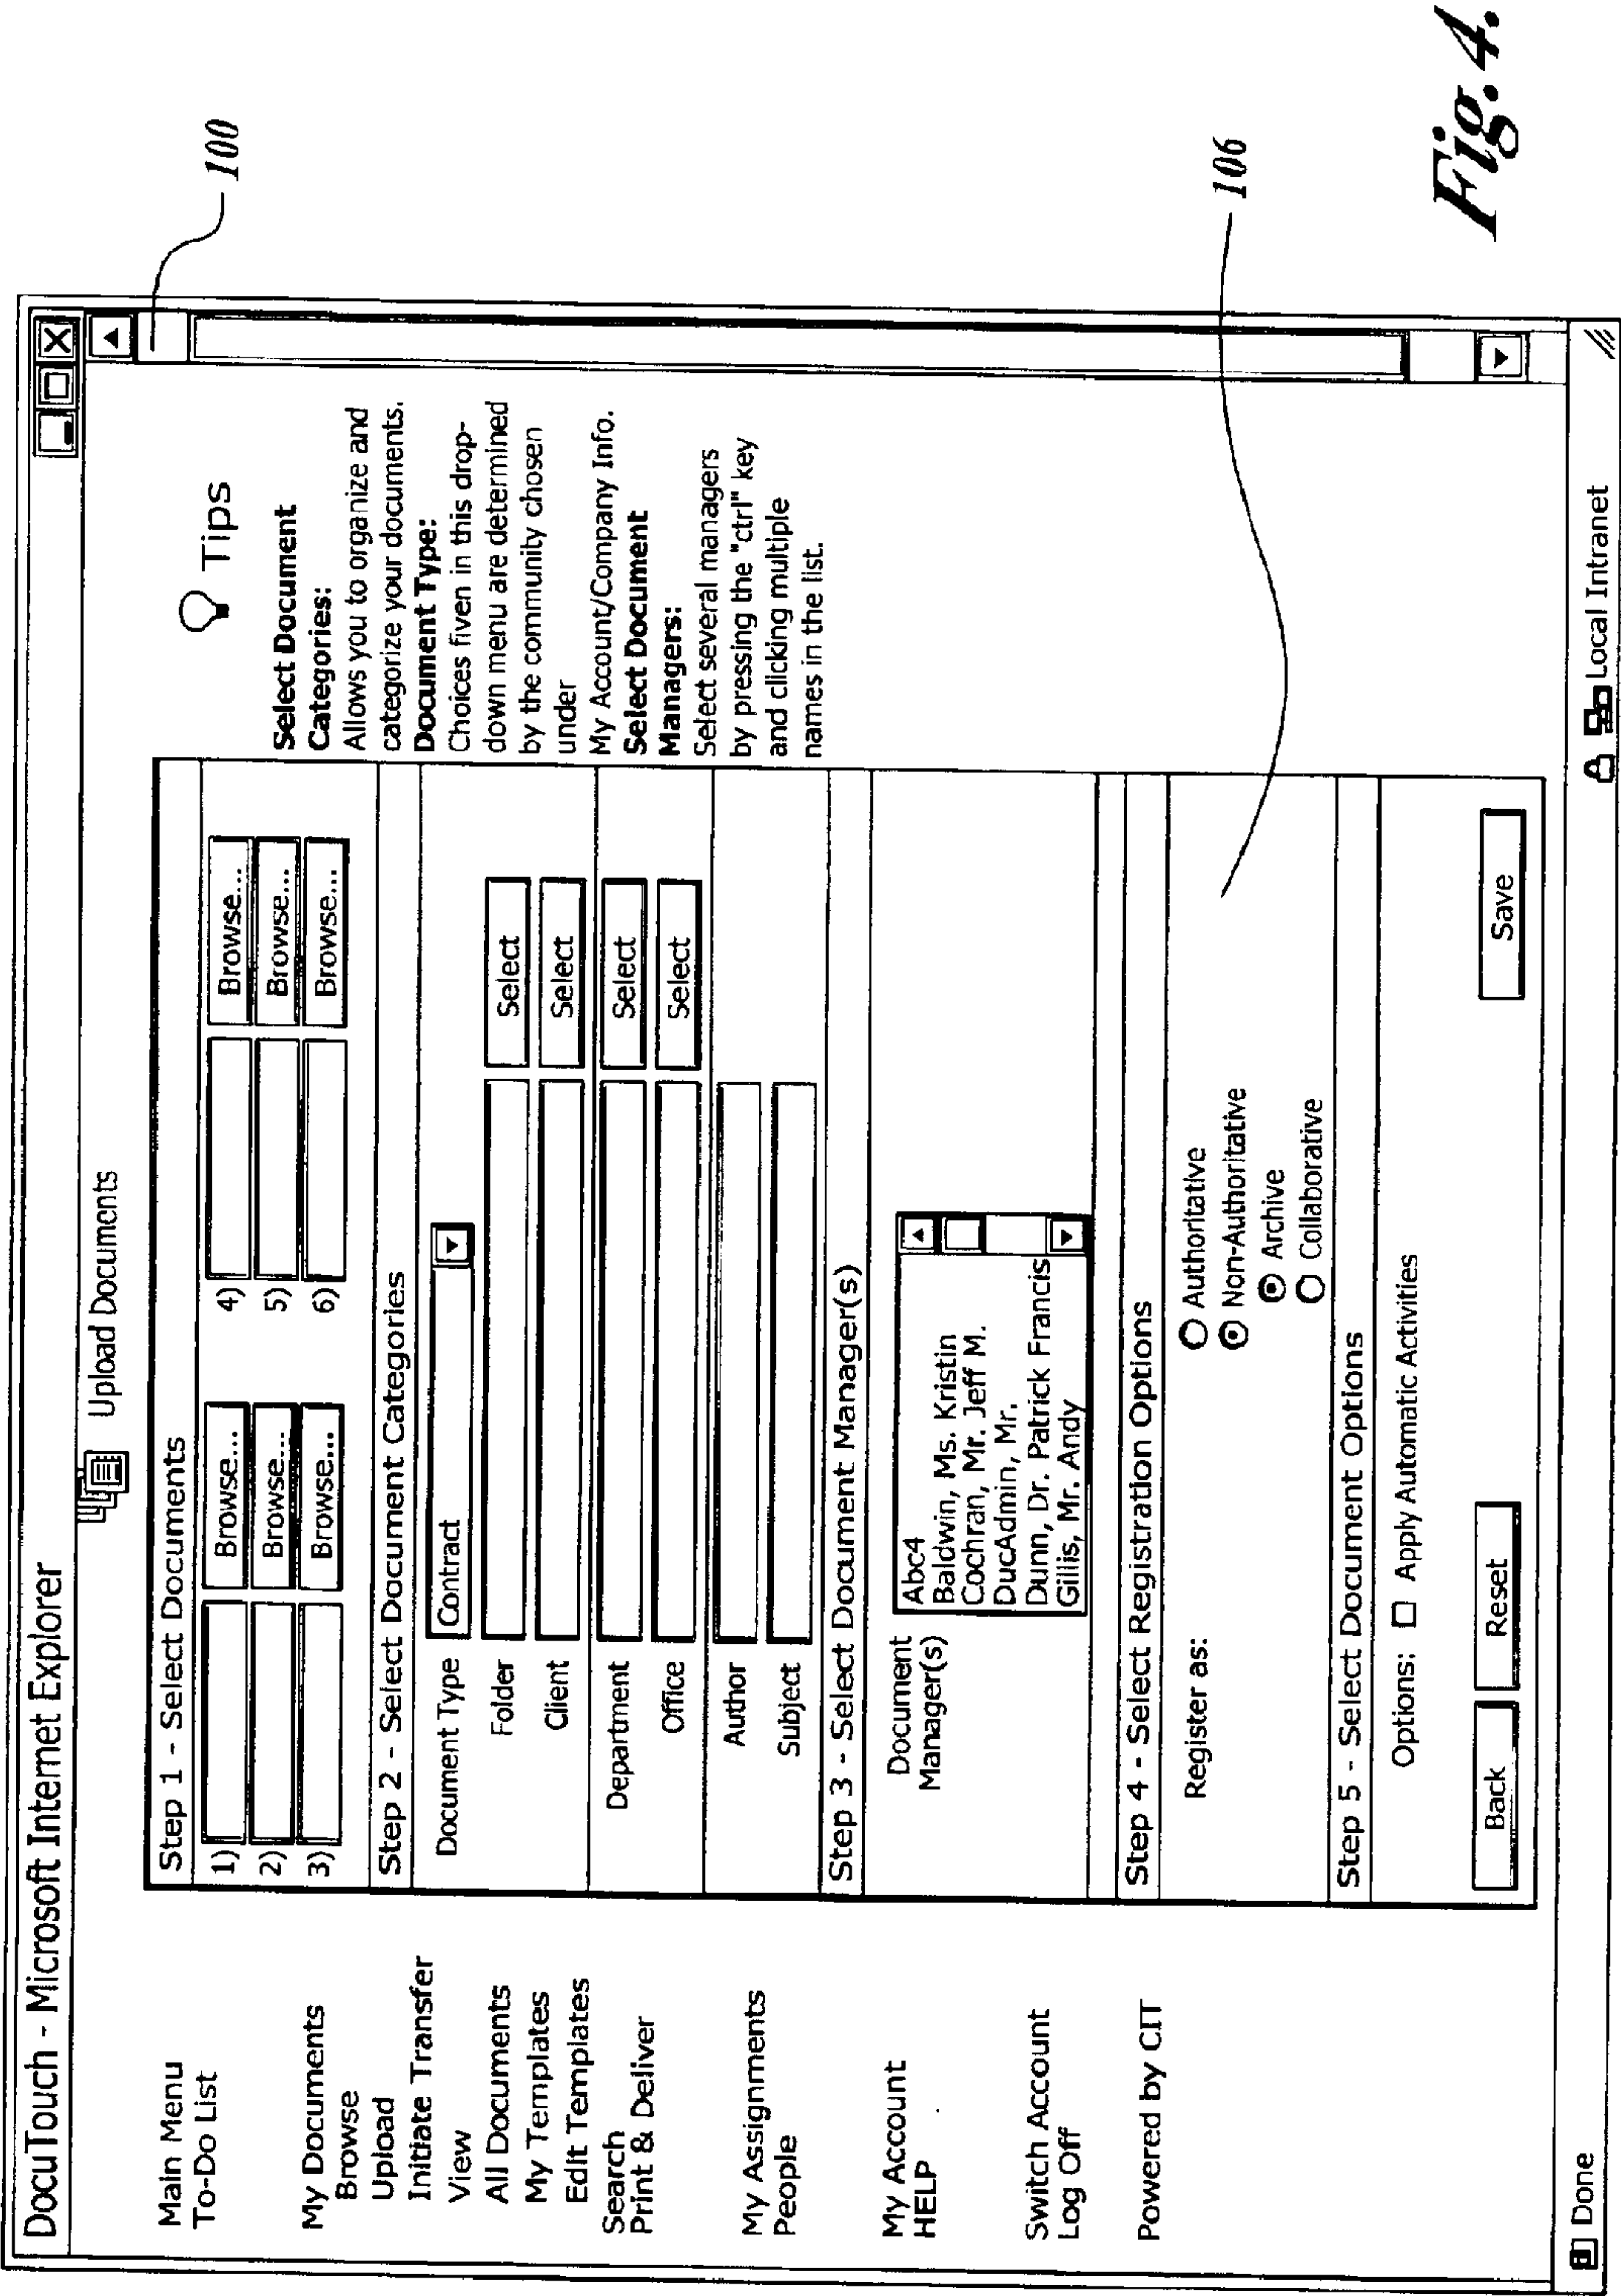 DocuTouch - Microsoft Internet Explorer
Upload Documents
Main Menu
To-Do List
My Documents
Browse
Upload
Initiate Transfer
View
All Documents
My Templates
Edit Templates
Search
Print & Deliver
My Assignments
People
My Account
HELP
Switch Account
Log Off
Powered by CIT
Step 1 - Select Documents
1) Browse... 4) Browse...
2) Browse... 5) Browse...
3) Browse... 6) Browse...
Step 2 - Select Document Categories
Document Type Contract
Folder Select
Client Select
Department Select
Office Select
Author
Subject
Step 3 - Select Document Manager(s)
Document
Manager(s)
Abc4
Baldwin, Ms. Kristin
Cochran, Mr. Jeff M.
DucAdmin, Mr.
Dunn, Dr. Patrick Francis
Gillis, Mr. Andy
Step 4 - Select Registration Options
Register as:
Authoritative
Non-Authoritative
Archive
Collaborative
Step 5 - Select Document Options
Options: Apply Automatic Activities
Back Reset Save
Tips
Select Document
Categories:
Allows you to organize and
categorize your documents.
Document Type:
Choices fiven in this drop-
down menu are determined
by the community chosen
under
My Account/Company Info.
Select Document
Managers:
Select several managers
by pressing the "ctrl" key
and clicking multiple
names in the list.
Done Local Intranet
100
106
Fig. 4.